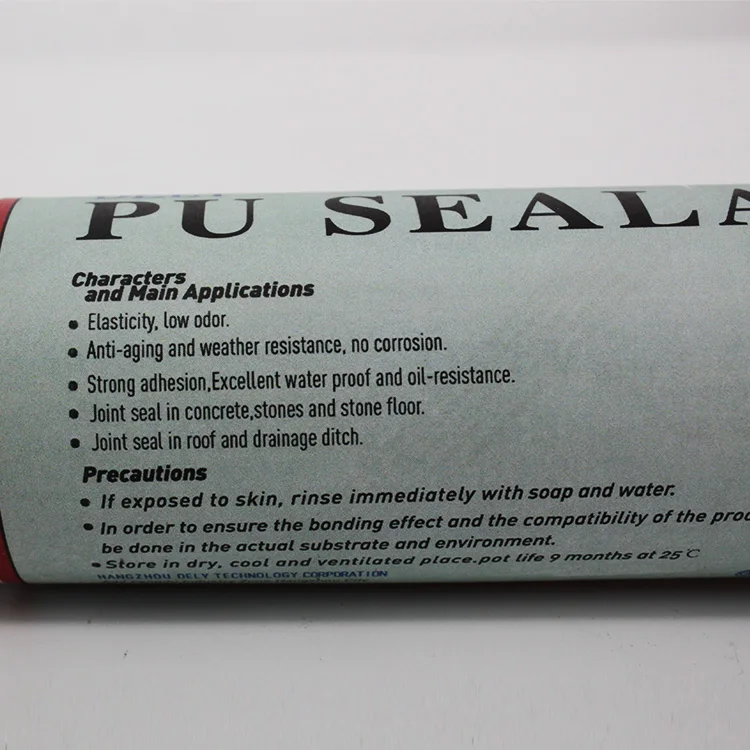 PU SEALA
Characters
and Main Applications
● Elasticity, low odor.
● Anti-aging and weather resistance, no corrosion.
● Strong adhesion,Excellent water proof and oil-resistance.
● Joint seal in concrete,stones and stone floor.
● Joint seal in roof and drainage ditch.
Precautions
● If exposed to skin, rinse immediately with soap and water.
● In order to ensure the bonding effect and the compatibility of the proc
be done in the actual substrate and environment.
● Store in dry, cool and ventilated place.pot life 9 months at 25℃
HANGZHOU DELY TECHNOLOGY CORPORATION